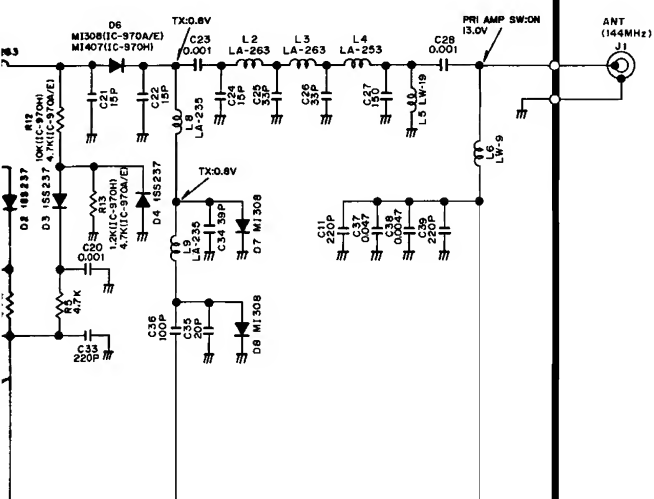 D6
MI308(IC-970A/E)
MI407(IC-970H)
TX:0.8V
C23
0.001
L2
LA-263
L3
LA-263
L4
LA-253
C28
0.001
PRI AMP SW:ON
13.0V
ANT
(144MHz)
J1
C21
15P
C22
15P
L8
LA-235
C24
15P
C25
33P
C26
33P
C27
150
L5 LW-19
R12
10K(IC-970H)
4.7K(IC-970A/E)
L6
LW-9
D2 1SS237
D3 1SS237
R13
1.2K(IC-970H)
4.7K(IC-970A/E)
D4 1SS237
TX:0.8V
C34 39P
D7 MI308
L9
LA-235
C11
220P
C37
0.047
C38
0.0047
C39
220P
C20
0.001
R5
4.7K
C36
100P
C35
20P
D8 MI308
C33
220P